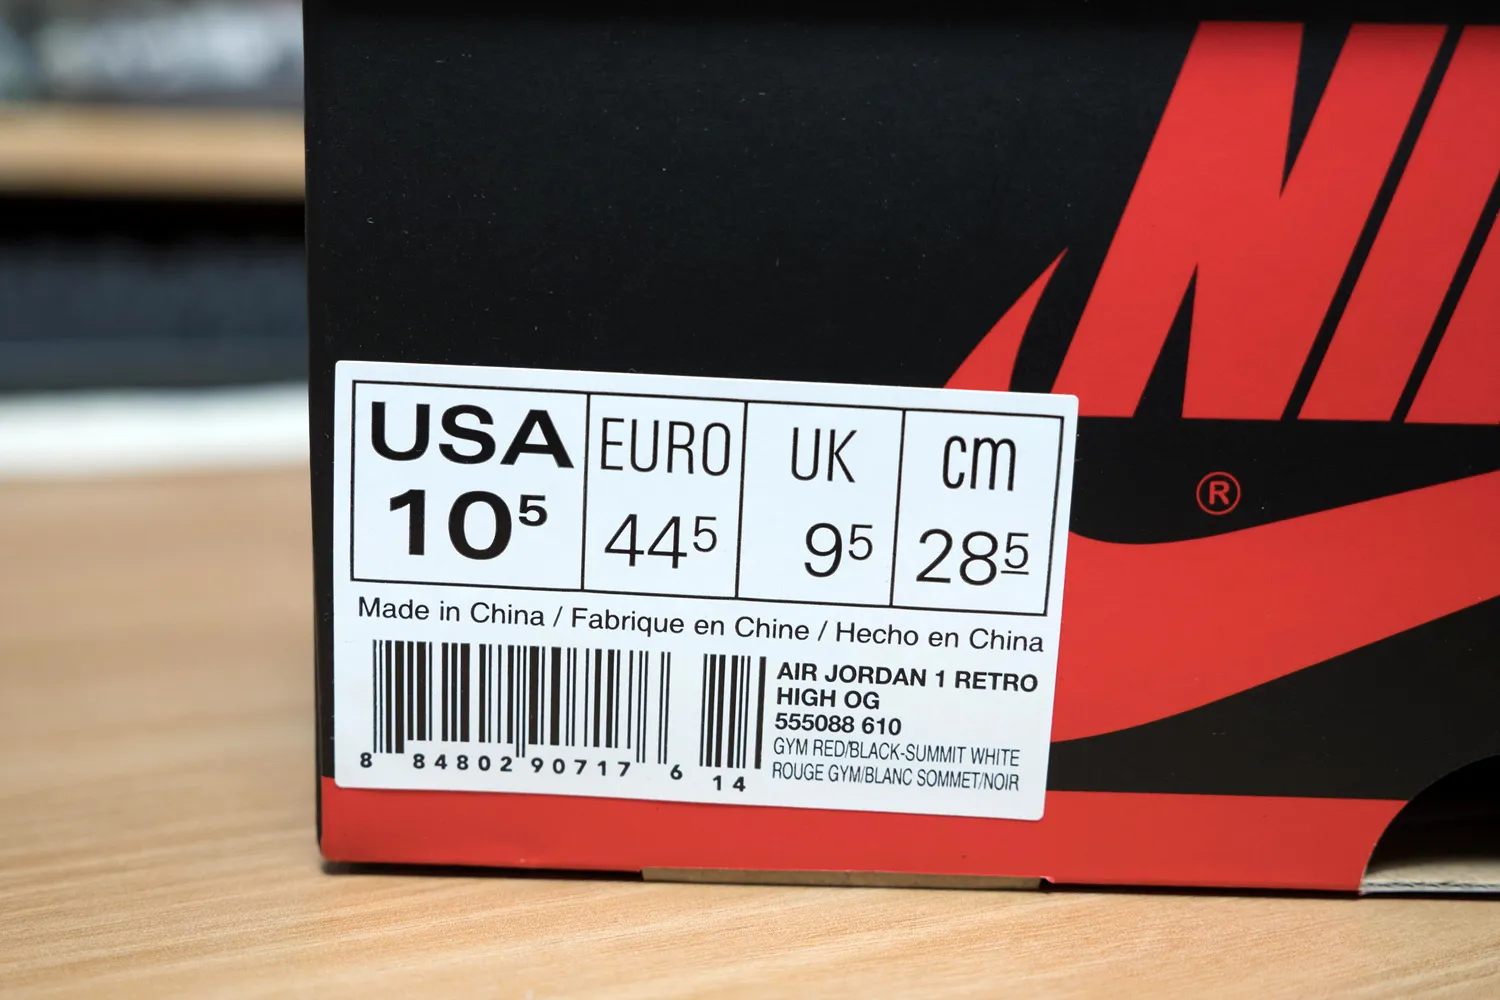 NI
®
USA EURO UK cm
10⁵ 44⁵ 9⁵ 28⁵
Made in China / Fabrique en Chine / Hecho en China
AIR JORDAN 1 RETRO
HIGH OG
555088 610
GYM RED/BLACK-SUMMIT WHITE
ROUGE GYM/BLANC SOMMET/NOIR
8 84802 90717 6 14